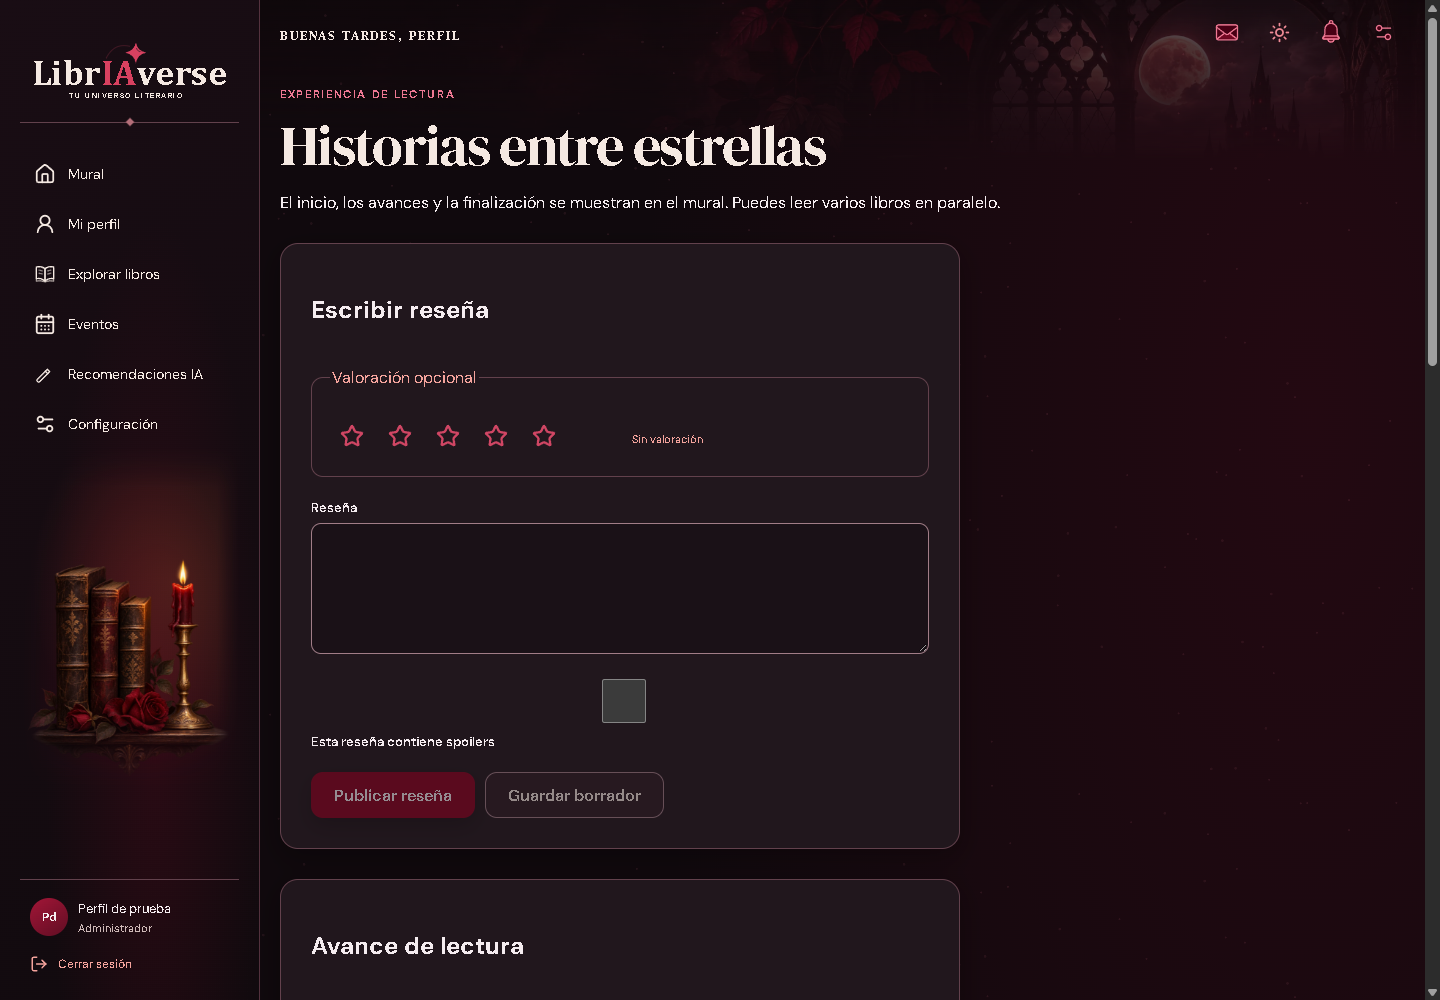 LibrIAverse
TU UNIVERSO LITERARIO
Mural
Mi perfil
Explorar libros
Eventos
Recomendaciones IA
Configuración
Pd
Perfil de prueba
Administrador
Cerrar sesión
BUENAS TARDES, PERFIL
EXPERIENCIA DE LECTURA
Historias entre estrellas
El inicio, los avances y la finalización se muestran en el mural. Puedes leer varios libros en paralelo.
Escribir reseña
Valoración opcional
Sin valoración
Reseña
Esta reseña contiene spoilers
Publicar reseña
Guardar borrador
Avance de lectura